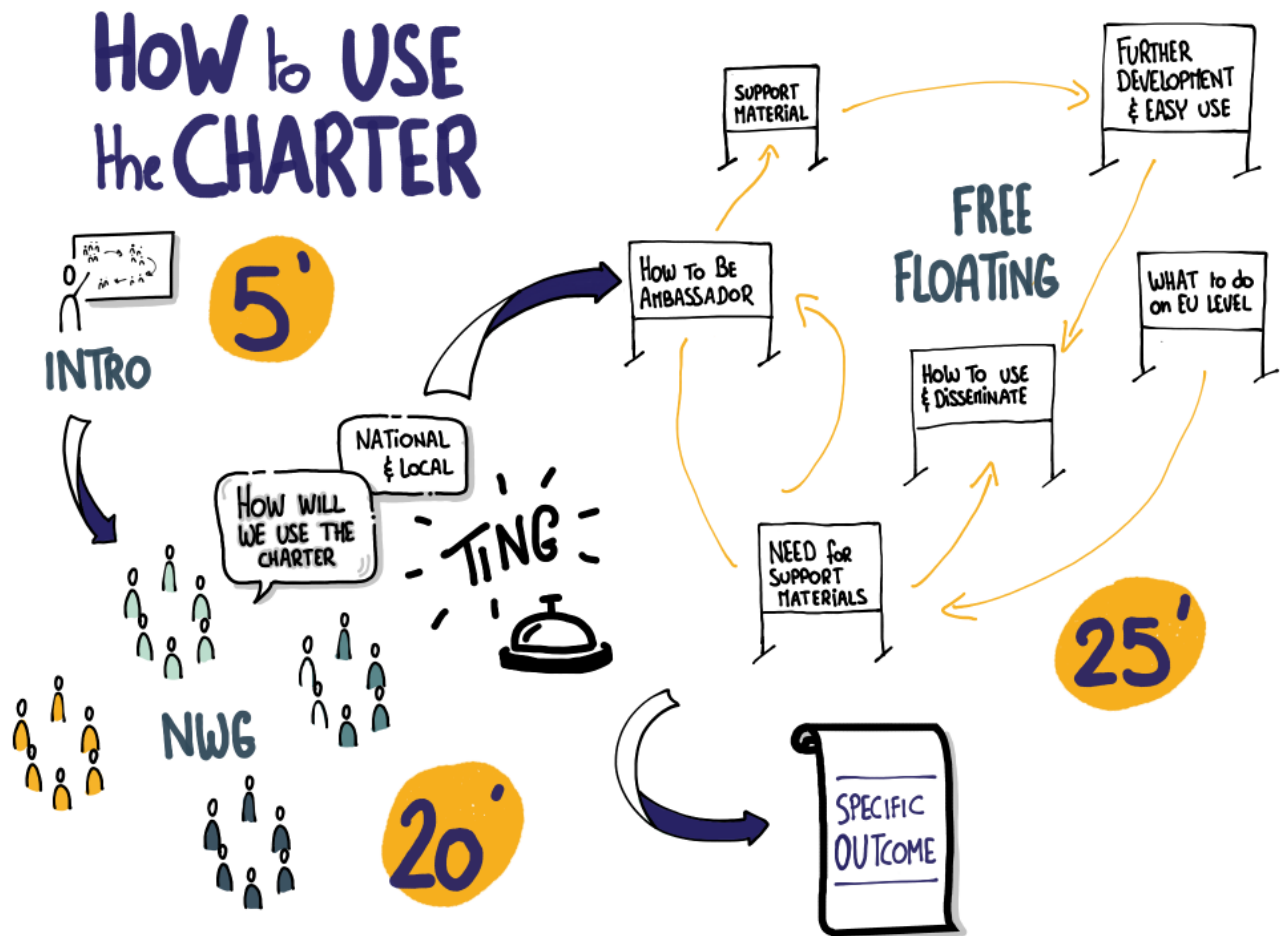 HOW to USE
the CHARTER
5'
INTRO
NATIONAL
& LOCAL
HOW WILL
WE USE THE
CHARTER
TING
NWG
20'
HOW TO BE
AMBASSADOR
SUPPORT
MATERIAL
FURTHER
DEVELOPMENT
& EASY USE
FREE
FLOATING
WHAT to do
on EU LEVEL
HOW TO USE
& DISSEMINATE
NEED for
SUPPORT
MATERIALS
25'
SPECIFIC
OUTCOME